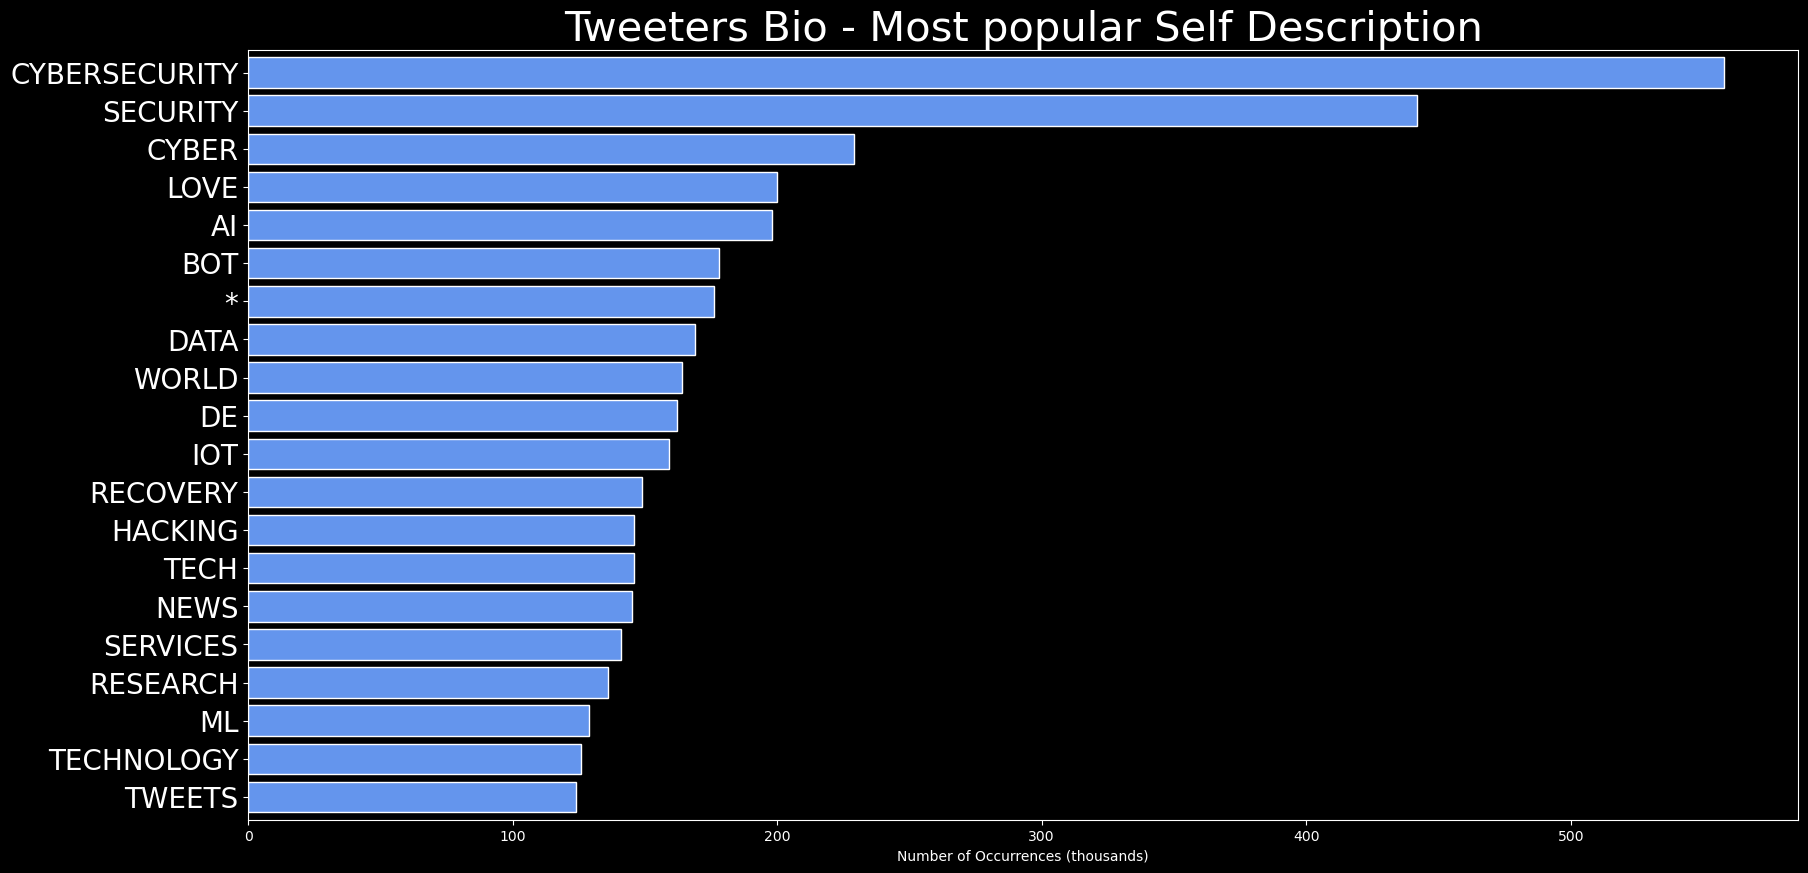 Tweeters Bio - Most popular Self Description
CYBERSECURITY
SECURITY
CYBER
LOVE
AI
BOT
*
DATA
WORLD
DE
IOT
RECOVERY
HACKING
TECH
NEWS
SERVICES
RESEARCH
ML
TECHNOLOGY
TWEETS
0 100 200 300 400 500
Number of Occurrences (thousands)